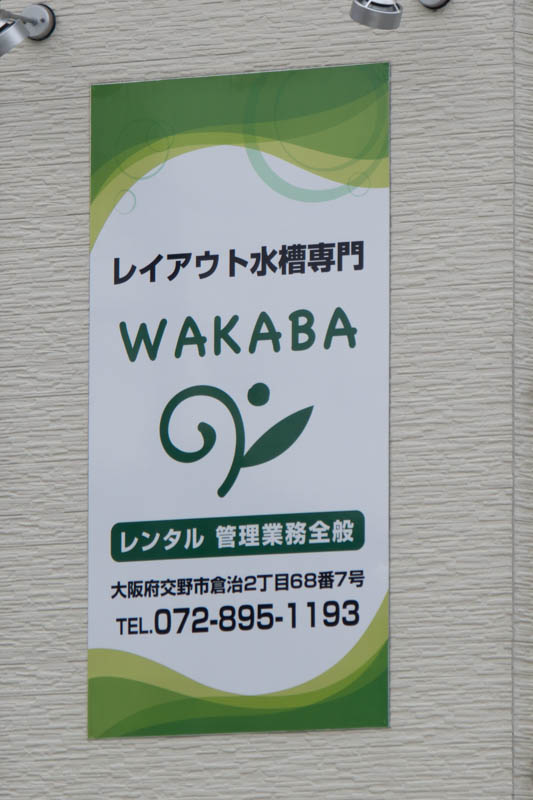 レイアウト水槽専門
WAKABA
レンタル 管理業務全般
大阪府交野市倉治2丁目68番7号
TEL.072-895-1193